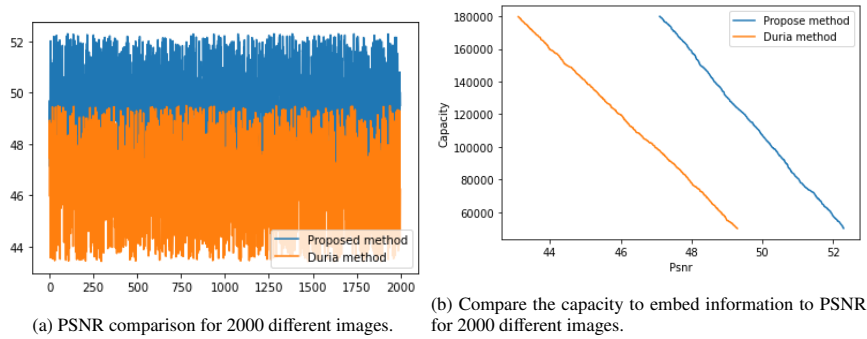 52
50
48
46
44
0
250
500
750
1000
1250
1500
1750
2000
Proposed method
Duria method
(a) PSNR comparison for 2000 different images.
180000
160000
140000
120000
100000
80000
60000
Capacity
44
46
48
50
52
Psnr
Propose method
Duria method
(b) Compare the capacity to embed information to PSNR
for 2000 different images.